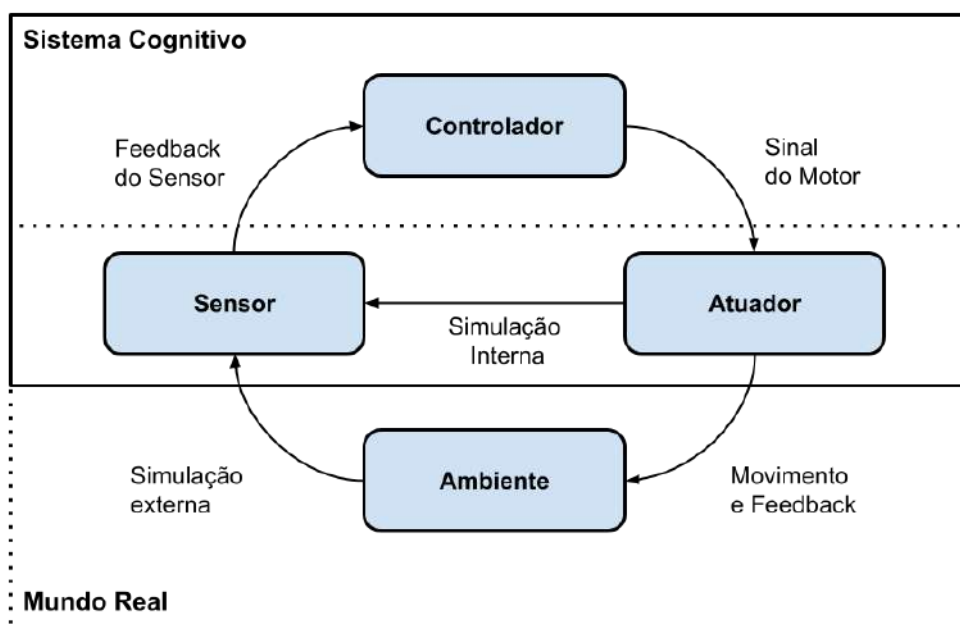 Sistema Cognitivo
Controlador
Feedback
do Sensor
Sinal
do Motor
Sensor
Atuador
Simulação
Interna
Ambiente
Simulação
externa
Movimento
e Feedback
Mundo Real